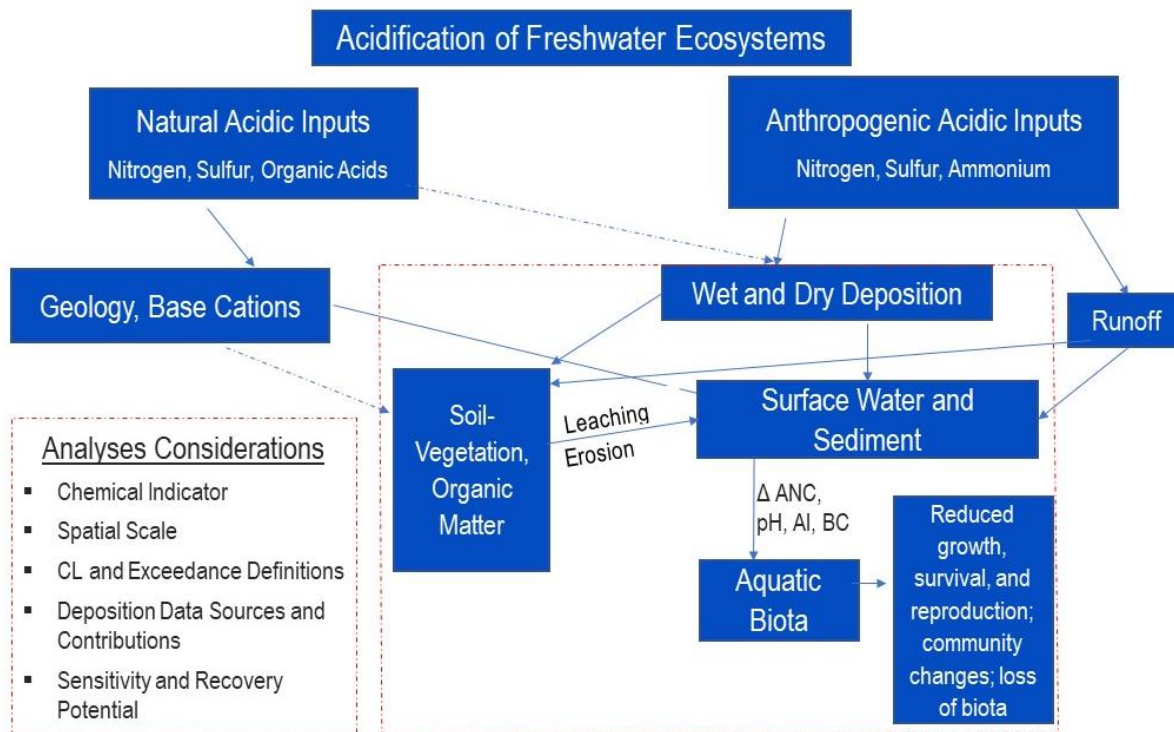 Acidification of Freshwater Ecosystems
Natural Acidic Inputs
Nitrogen, Sulfur, Organic Acids
Anthropogenic Acidic Inputs
Nitrogen, Sulfur, Ammonium
Geology, Base Cations
Wet and Dry Deposition
Runoff
Soil-
Vegetation,
Organic
Matter
Leaching
Erosion
Surface Water and
Sediment
Δ ANC,
pH, Al, BC
Aquatic
Biota
Reduced
growth,
survival, and
reproduction;
community
changes; loss
of biota
Analyses Considerations
▪ Chemical Indicator
▪ Spatial Scale
▪ CL and Exceedance Definitions
▪ Deposition Data Sources and
Contributions
▪ Sensitivity and Recovery
Potential